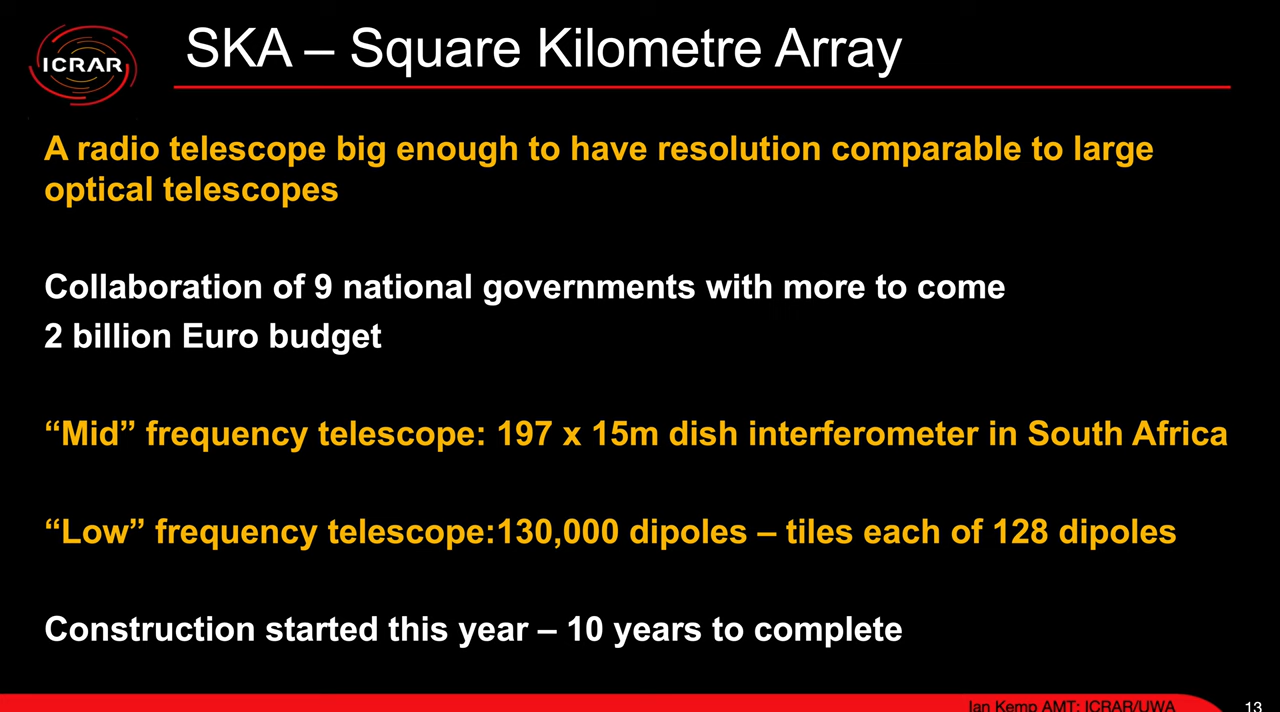 ICRAR
SKA – Square Kilometre Array
A radio telescope big enough to have resolution comparable to large
optical telescopes
Collaboration of 9 national governments with more to come
2 billion Euro budget
“Mid” frequency telescope: 197 x 15m dish interferometer in South Africa
“Low” frequency telescope:130,000 dipoles – tiles each of 128 dipoles
Construction started this year – 10 years to complete
Ian Kemp AMT: ICRAR/UWA
13